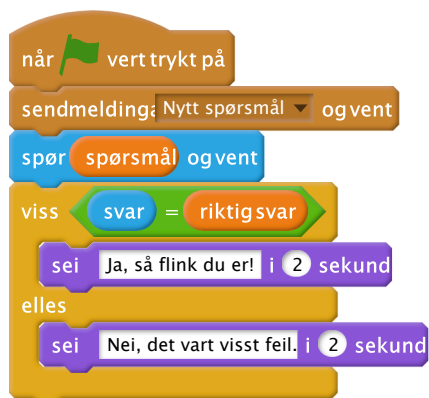 når vert trykt på
sendmeldinga Nytt spørsmål og vent
spør spørsmål og vent
viss svar = riktig svar
sei Ja, så flink du er! i 2 sekund
elles
sei Nei, det vart visst feil. i 2 sekund